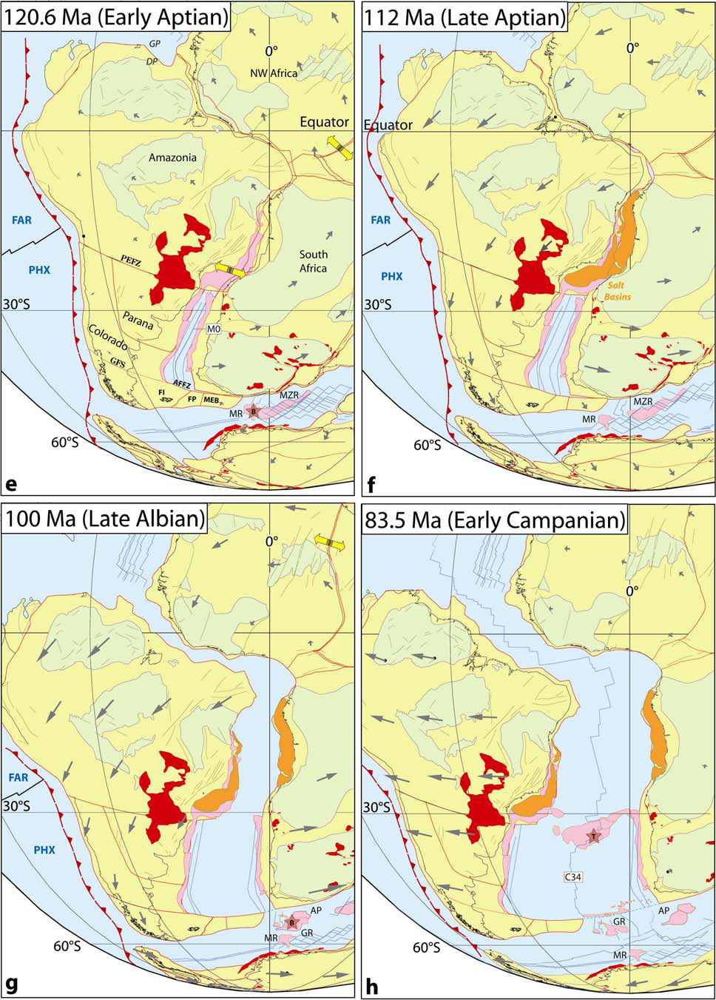 120.6 Ma (Early Aptian)
GP
DP
0°
NW Africa
Equator
Amazonia
FAR
PHX
PEFZ
South
Africa
30°S
Parana
Colorado
M0
GFS
AFFZ
FI
FP
MEB
MZR
MR
B
60°S
e
112 Ma (Late Aptian)
0°
Equator
FAR
PHX
Salt
Basins
30°S
MZR
MR
60°S
f
100 Ma (Late Albian)
0°
FAR
30°S
PHX
AP
B
GR
MR
60°S
g
83.5 Ma (Early Campanian)
0°
30°S
T
C34
AP
GR
MR
60°S
h